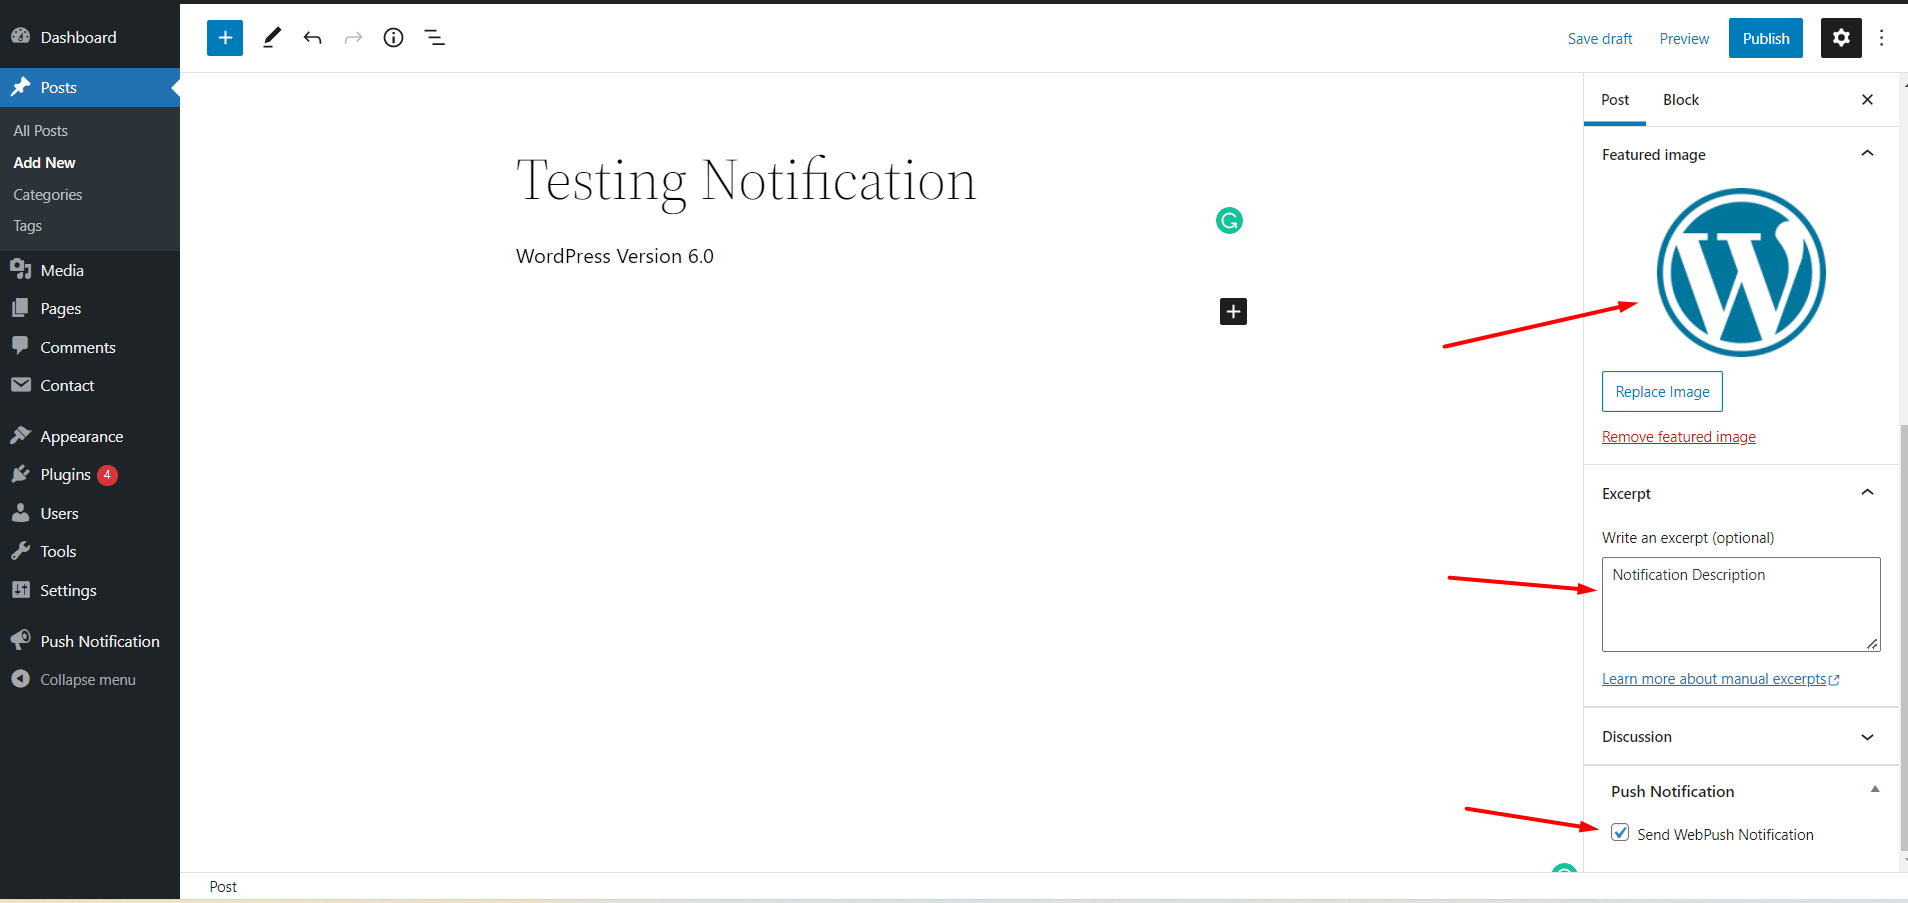 Dashboard
Posts
All Posts
Add New
Categories
Tags
Media
Pages
Comments
Contact
Appearance
Plugins 4
Users
Tools
Settings
Push Notification
Collapse menu
Save draft Preview Publish
Testing Notification
WordPress Version 6.0
Post Block
Featured image
Replace Image
Remove featured image
Excerpt
Write an excerpt (optional)
Notification Description
Learn more about manual excerpts
Discussion
Push Notification
Send WebPush Notification
Post